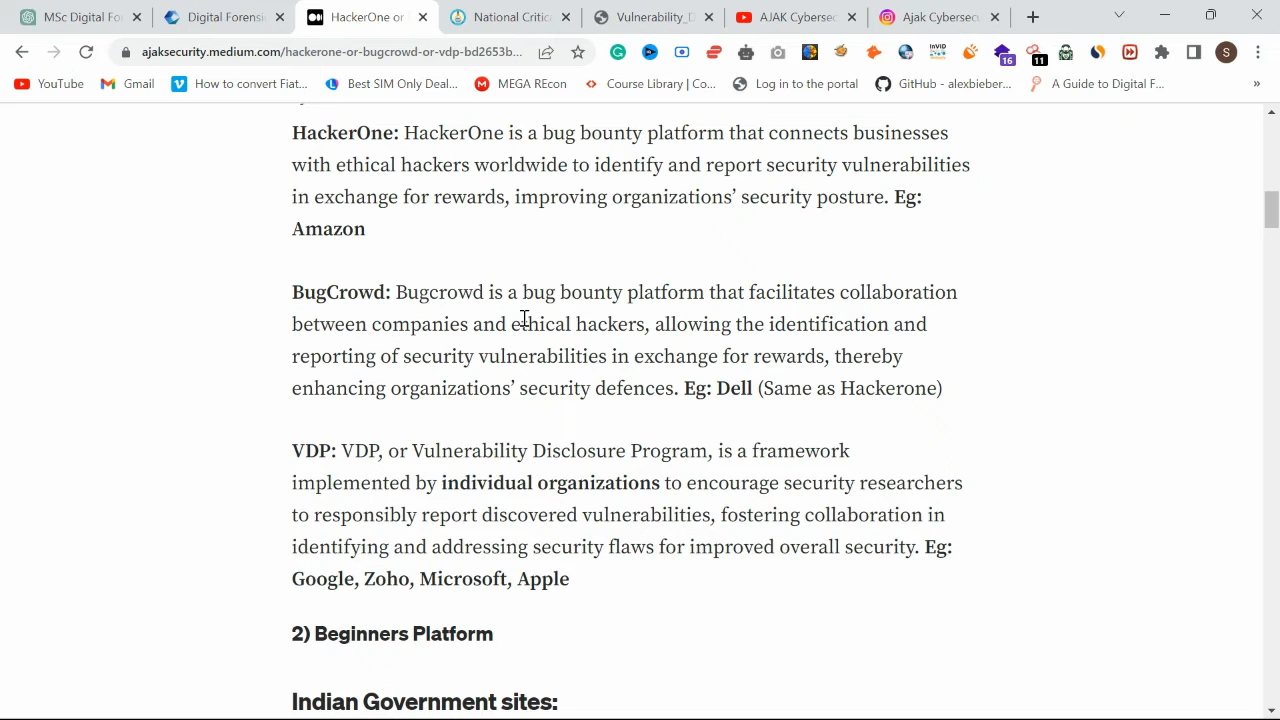 MSc Digital Fo
Digital Forensi
HackerOne or
National Critic
Vulnerability_D
AJAK Cybersec
Ajak Cybersecu
ajaksecurity.medium.com/hackerone-or-bugcrowd-or-vdp-bd2653b...
16
11
S
YouTube
Gmail
How to convert Fiat...
Best SIM Only Deal...
MEGA REcon
Course Library | Co...
Log in to the portal
GitHub - alexbieber...
A Guide to Digital F...
»
HackerOne: HackerOne is a bug bounty platform that connects businesses
with ethical hackers worldwide to identify and report security vulnerabilities
in exchange for rewards, improving organizations’ security posture. Eg:
Amazon
BugCrowd: Bugcrowd is a bug bounty platform that facilitates collaboration
between companies and ethical hackers, allowing the identification and
reporting of security vulnerabilities in exchange for rewards, thereby
enhancing organizations’ security defences. Eg: Dell (Same as Hackerone)
VDP: VDP, or Vulnerability Disclosure Program, is a framework
implemented by individual organizations to encourage security researchers
to responsibly report discovered vulnerabilities, fostering collaboration in
identifying and addressing security flaws for improved overall security. Eg:
Google, Zoho, Microsoft, Apple
2) Beginners Platform
Indian Government sites: